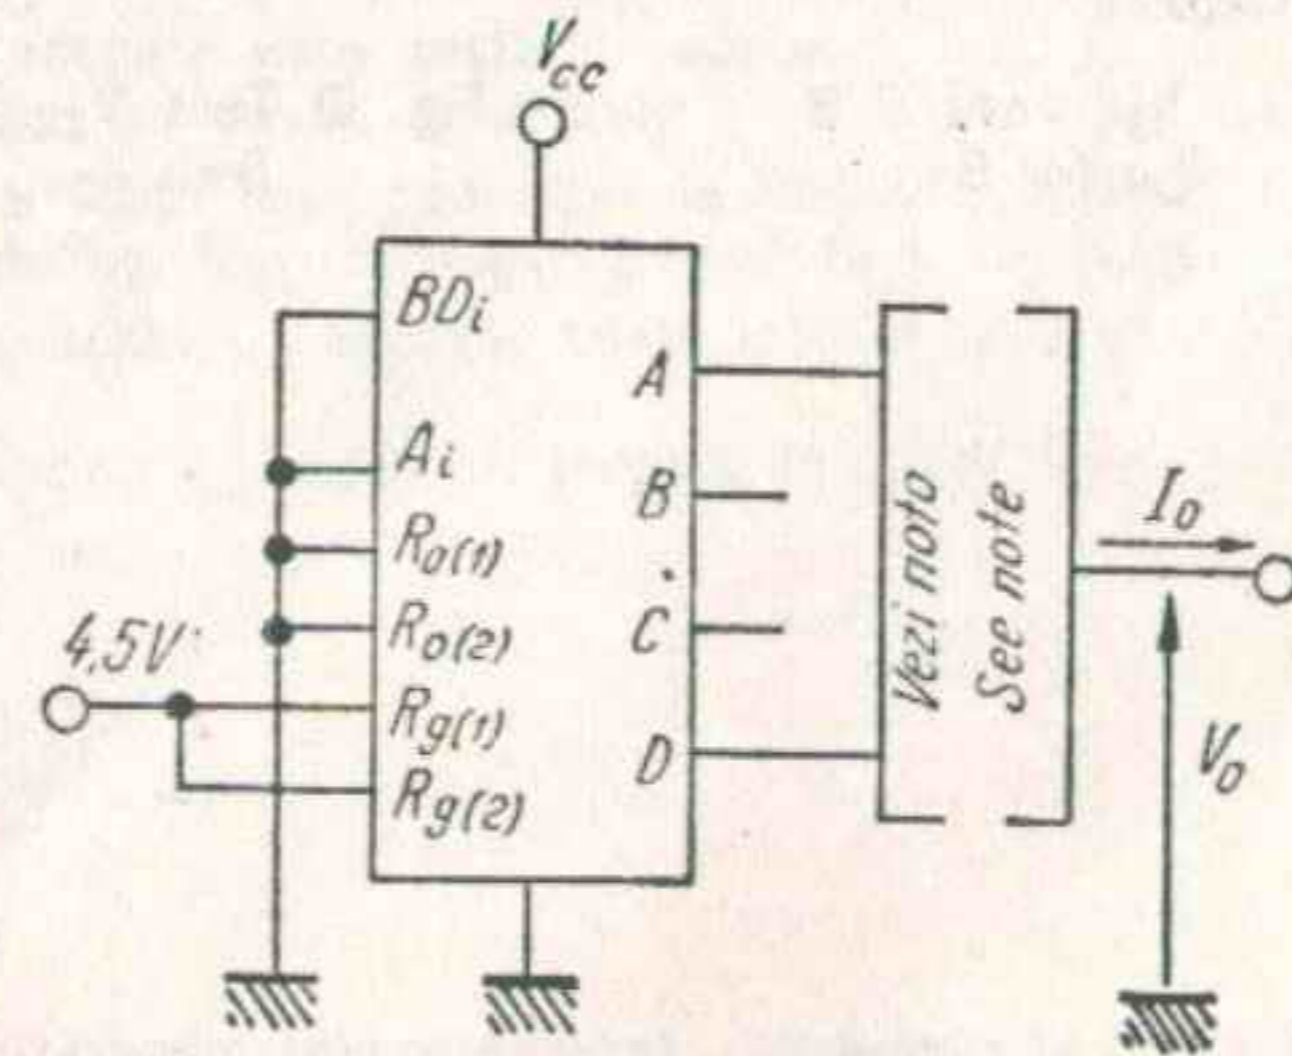 Vcc
BDi
Ai
Ro(1)
Ro(2)
Rg(1)
Rg(2)
A
B
C
D
4,5V
Vezi nota
See note
Io
Vo